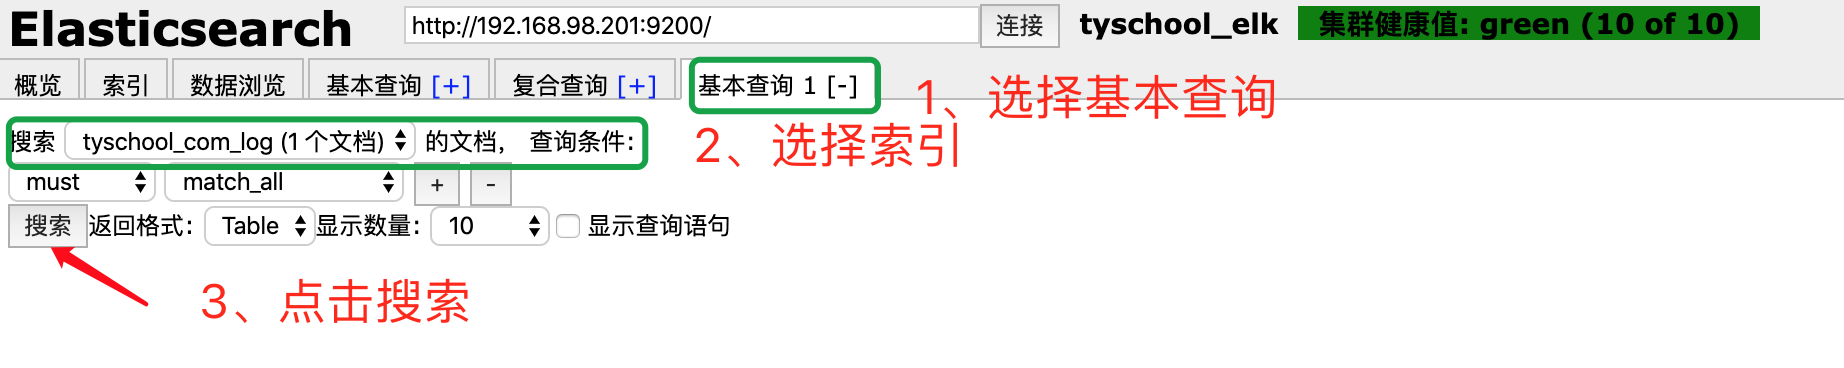 Elasticsearch http://192.168.98.201:9200/ 连接 tyschool_elk 集群健康值: green (10 of 10)
概览 索引 数据浏览 基本查询 [+] 复合查询 [+] 基本查询 1 [-] 1、选择基本查询
搜索 tyschool_com_log (1 个文档) 的文档， 查询条件： 2、选择索引
must match_all + -
搜索 返回格式： Table 显示数量： 10 显示查询语句
3、点击搜索